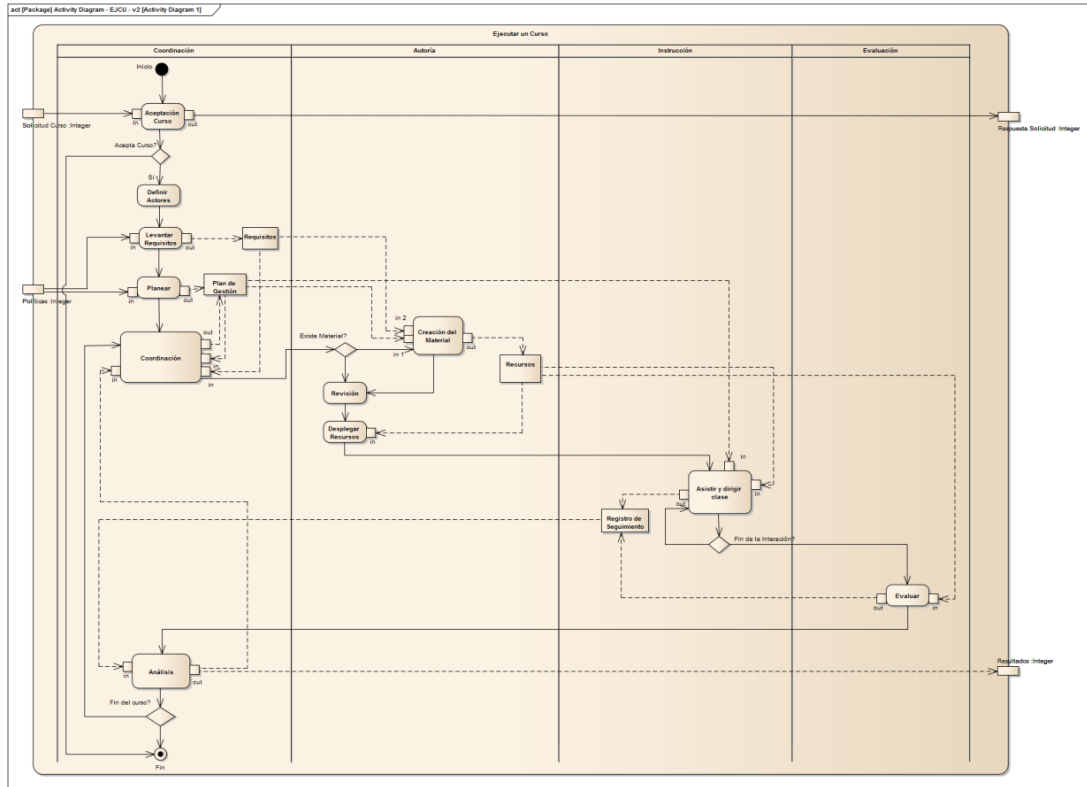 act [Package] Activity Diagram - EJCU - v2 [Activity Diagram 1]
Ejecutar un Curso
Coordinación
Autoría
Instrucción
Evaluación
Inicio
Solicitud Curso :Integer
in
Aceptación
Curso
out
Respuesta Solicitud :Integer
Acepta Curso?
Si
Definir
Actores
Levantar
Requisitos
in
out
Requisitos
Políticas :Integer
in
Planear
out
Plan de
Gestión
Coordinación
out
in
in
in
Existe Material?
in 2
in 1
Creación del
Material
out
Recursos
Revisión
Desplegar
Recursos
in
in
Asistir y dirigir
clase
in
out
Registro de
Seguimiento
Fin de la Interación?
Evaluar
out
in
Análisis
in
out
Resultados :Integer
Fin del curso?
Fin